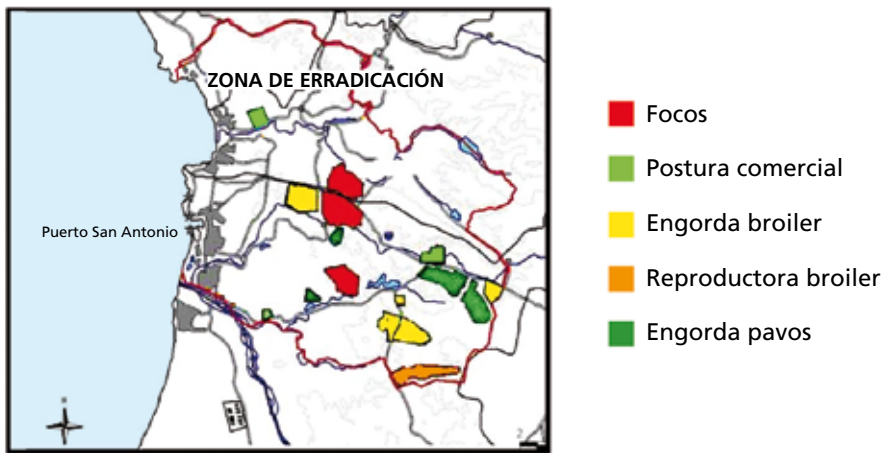 ZONA DE ERRADICACIÓN
Puerto San Antonio
Focos
Postura comercial
Engorda broiler
Reproductora broiler
Engorda pavos